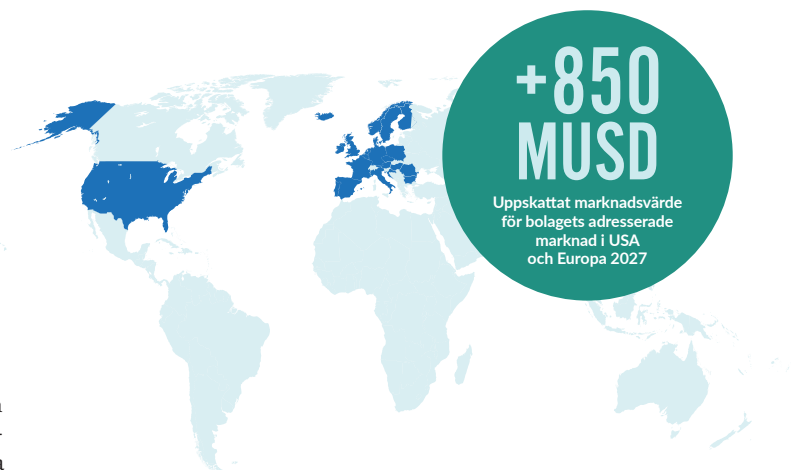 +850
MUSD
Uppskattat marknadsvärde
för bolagets adresserade
marknad i USA
och Europa 2027